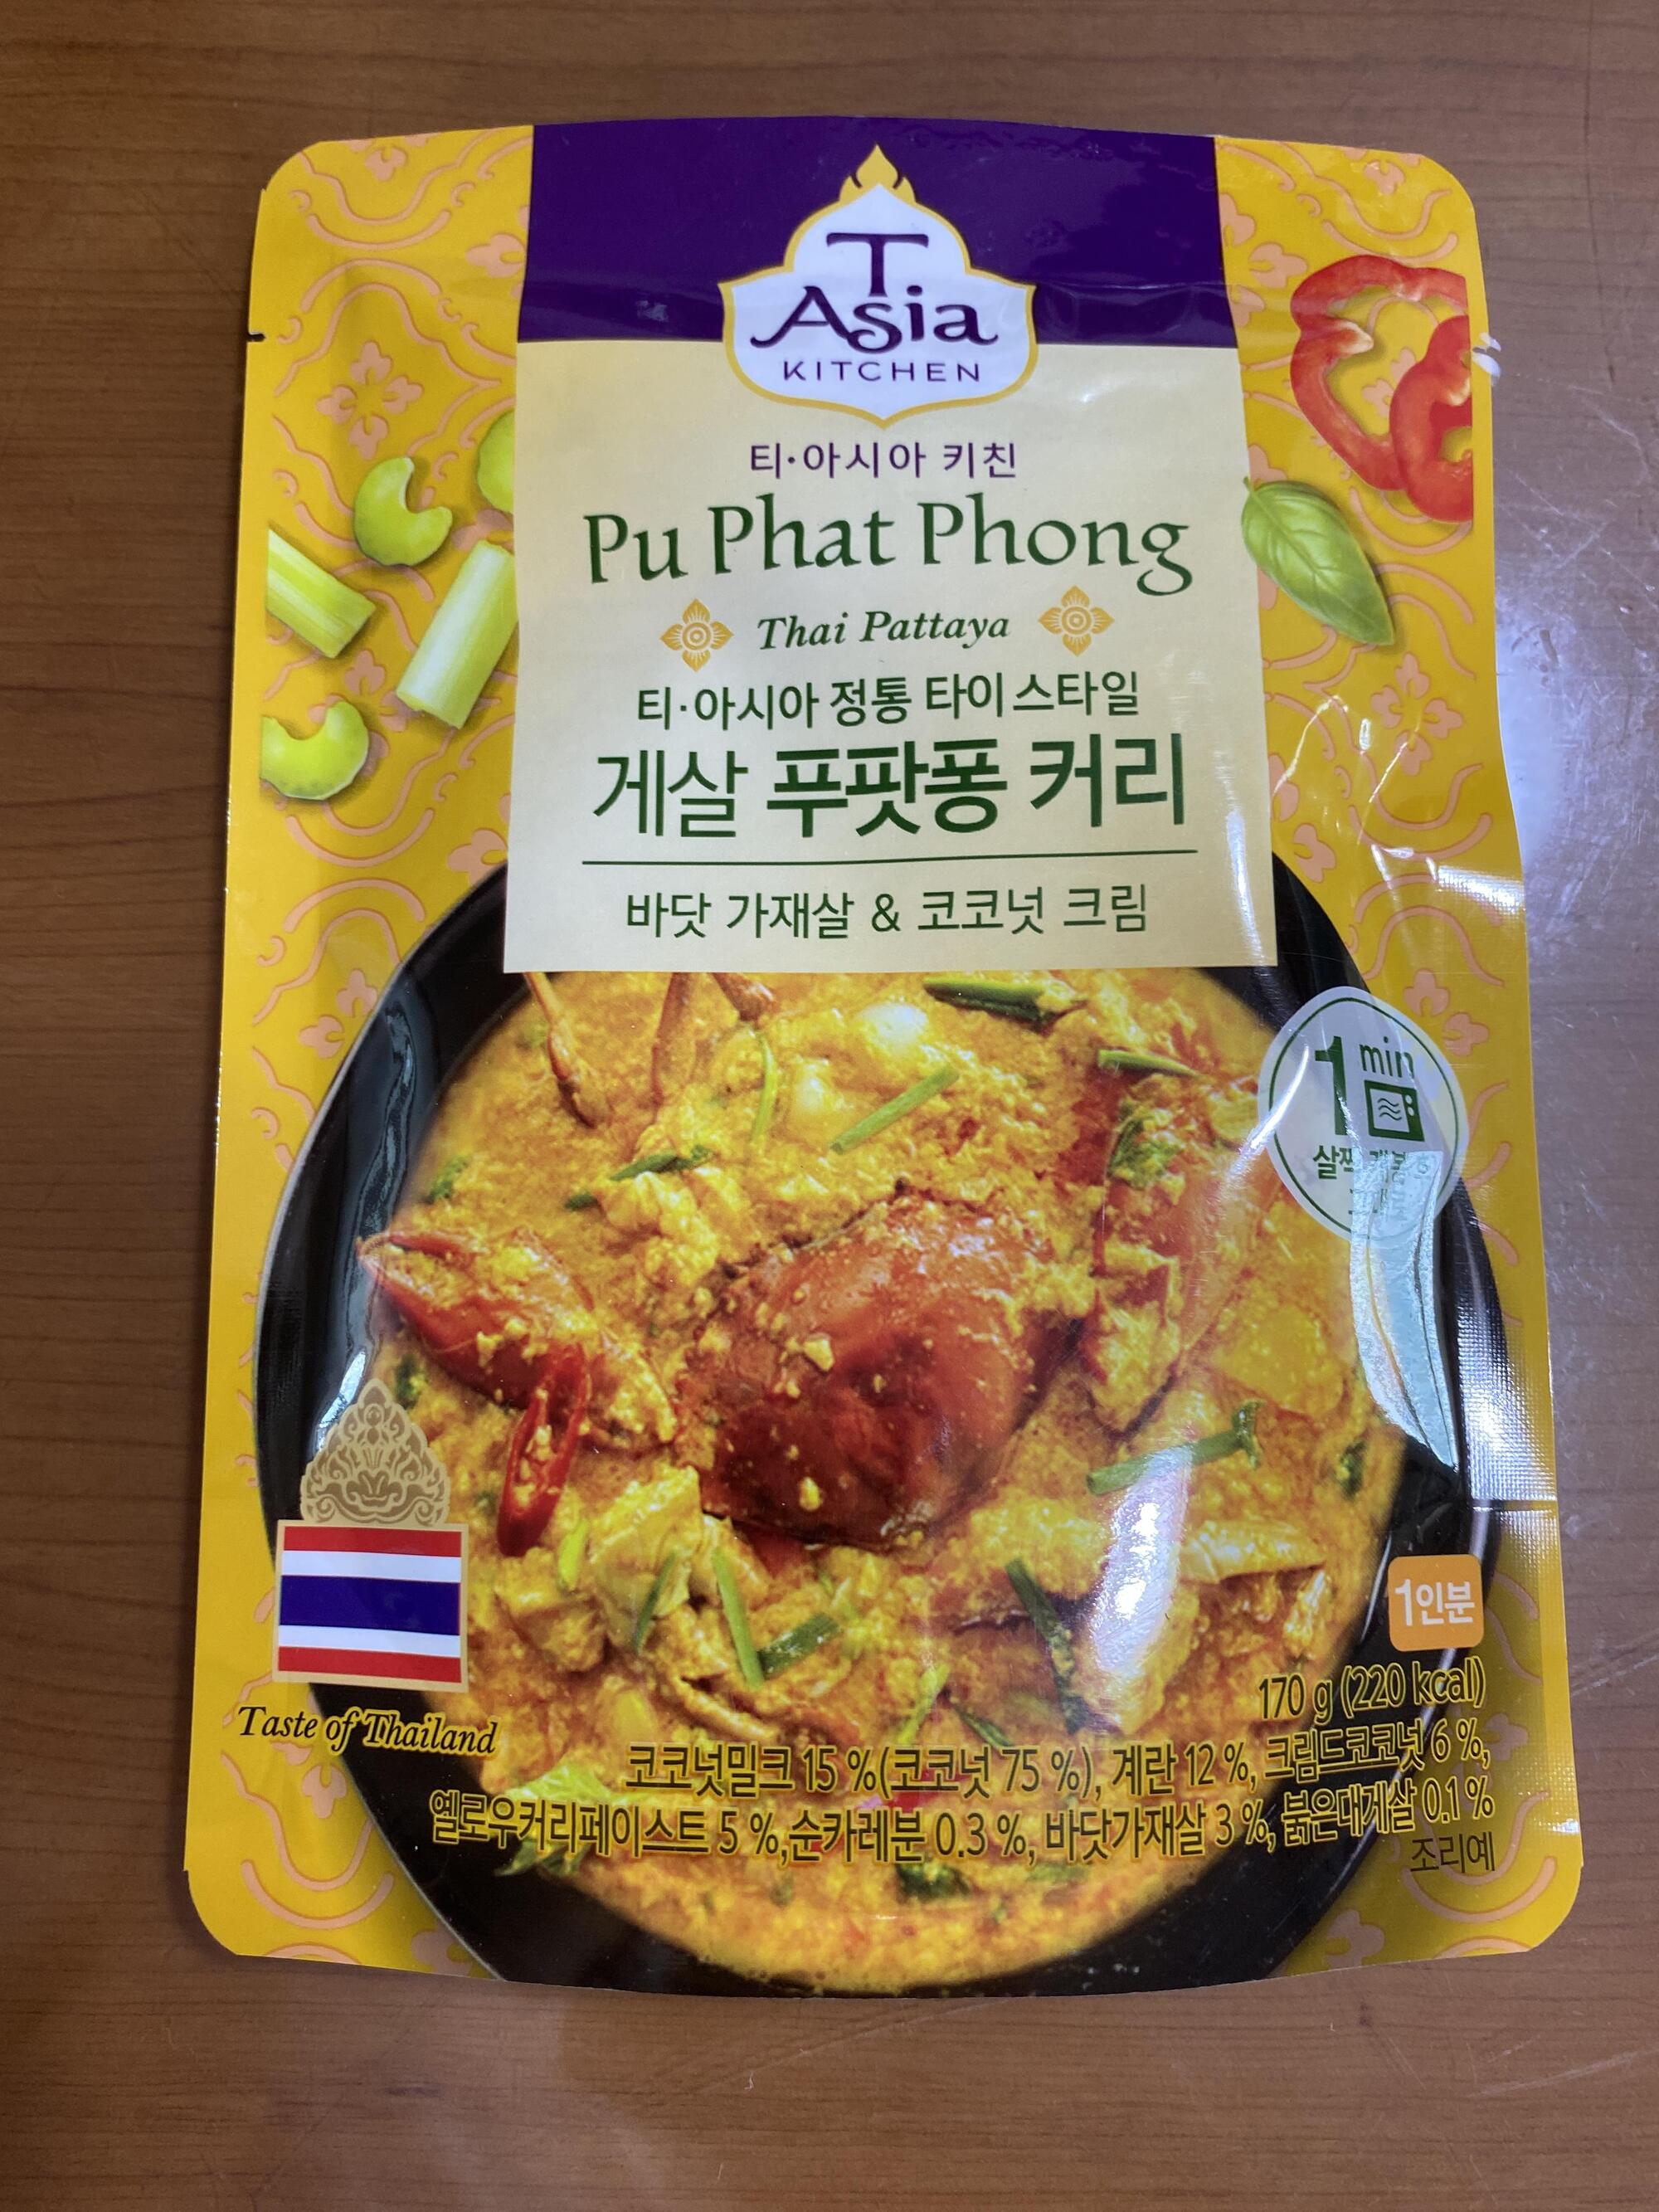 T
Asia
KITCHEN
티·아시아 키친
Pu Phat Phong
Thai Pattaya
티·아시아 정통 타이 스타일
게살 푸팟퐁 커리
바닷 가재살 & 코코넛 크림
1 min
살짝
Taste of Thailand
1인분
170 g (220 kcal)
코코넛밀크 15 %(코코넛 75 %), 계란 12 %, 크림드코코넛 6 %,
옐로우커리페이스트 5 %,순카레분 0.3 %, 바닷가재살 3 %, 붉은대게살 0.1 %
조리예